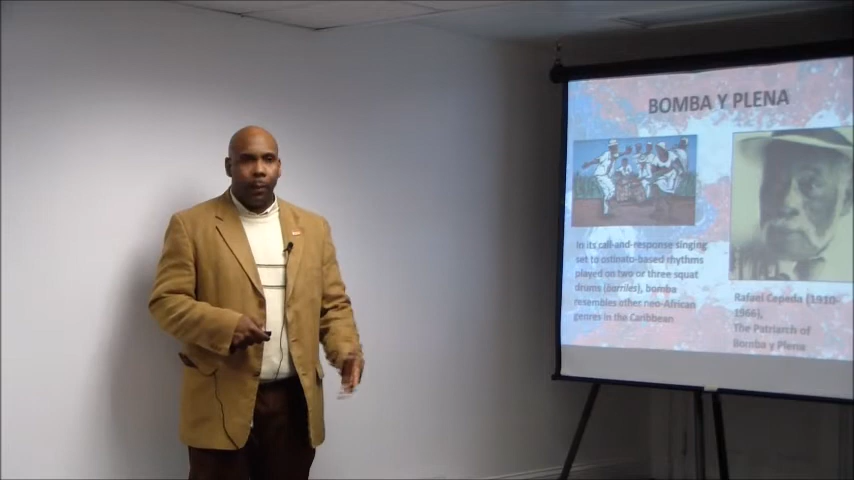 BOMBA Y PLENA
In its call-and-response singing
set to ostinato-based rhythms
played on two or three squat
drums (barriles), bomba
resembles other neo-African
genres in the Caribbean
Rafael Cepeda (1910-
1966),
The Patriarch of
Bomba y Plena